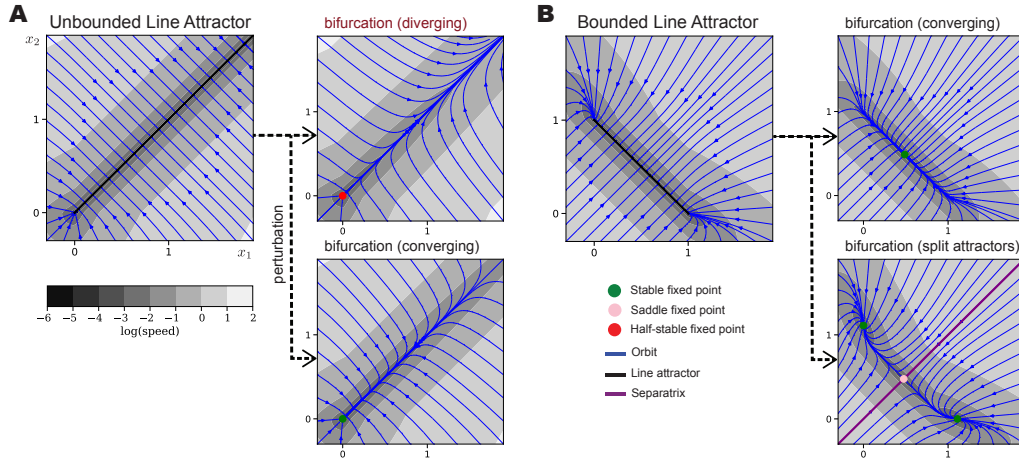 A
Unbounded Line Attractor
x₂
1
0
0
1
x₁
−6 −5 −4 −3 −2 −1 0 1 2
log(speed)
perturbation
bifurcation (diverging)
1
0
0
1
bifurcation (converging)
1
0
0
1
B
Bounded Line Attractor
1
0
0
1
Stable fixed point
Saddle fixed point
Half-stable fixed point
Orbit
Line attractor
Separatrix
bifurcation (converging)
1
0
0
1
bifurcation (split attractors)
1
0
0
1